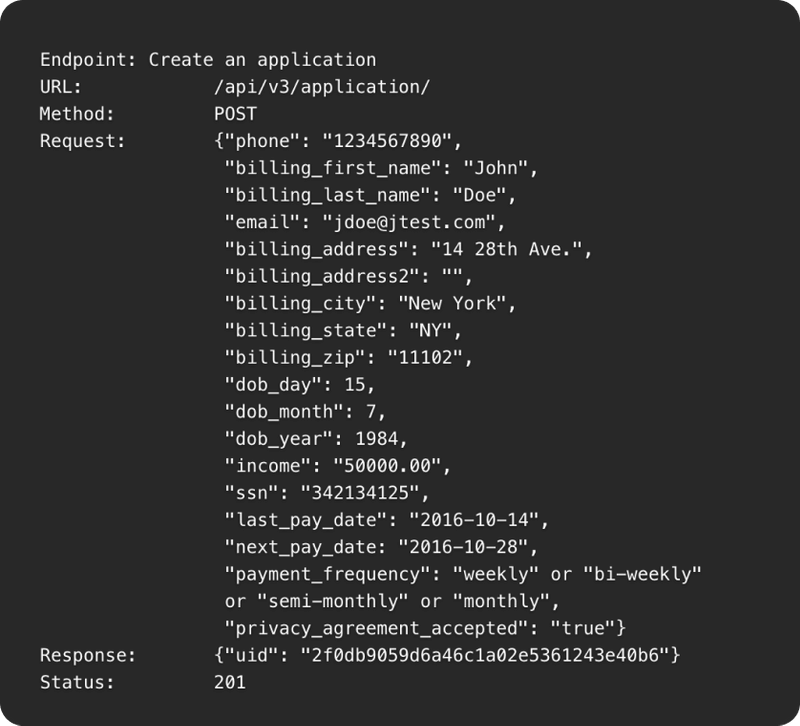 Endpoint: Create an application
URL: /api/v3/application/
Method: POST
Request: {"phone": "1234567890",
"billing_first_name": "John",
"billing_last_name": "Doe",
"email": "jdoe@jtest.com",
"billing_address": "14 28th Ave.",
"billing_address2": "",
"billing_city": "New York",
"billing_state": "NY",
"billing_zip": "11102",
"dob_day": 15,
"dob_month": 7,
"dob_year": 1984,
"income": "50000.00",
"ssn": "342134125",
"last_pay_date": "2016-10-14",
"next_pay_date: "2016-10-28",
"payment_frequency": "weekly" or "bi-weekly"
or "semi-monthly" or "monthly",
"privacy_agreement_accepted": "true"}
Response: {"uid": "2f0db9059d6a46c1a02e5361243e40b6"}
Status: 201